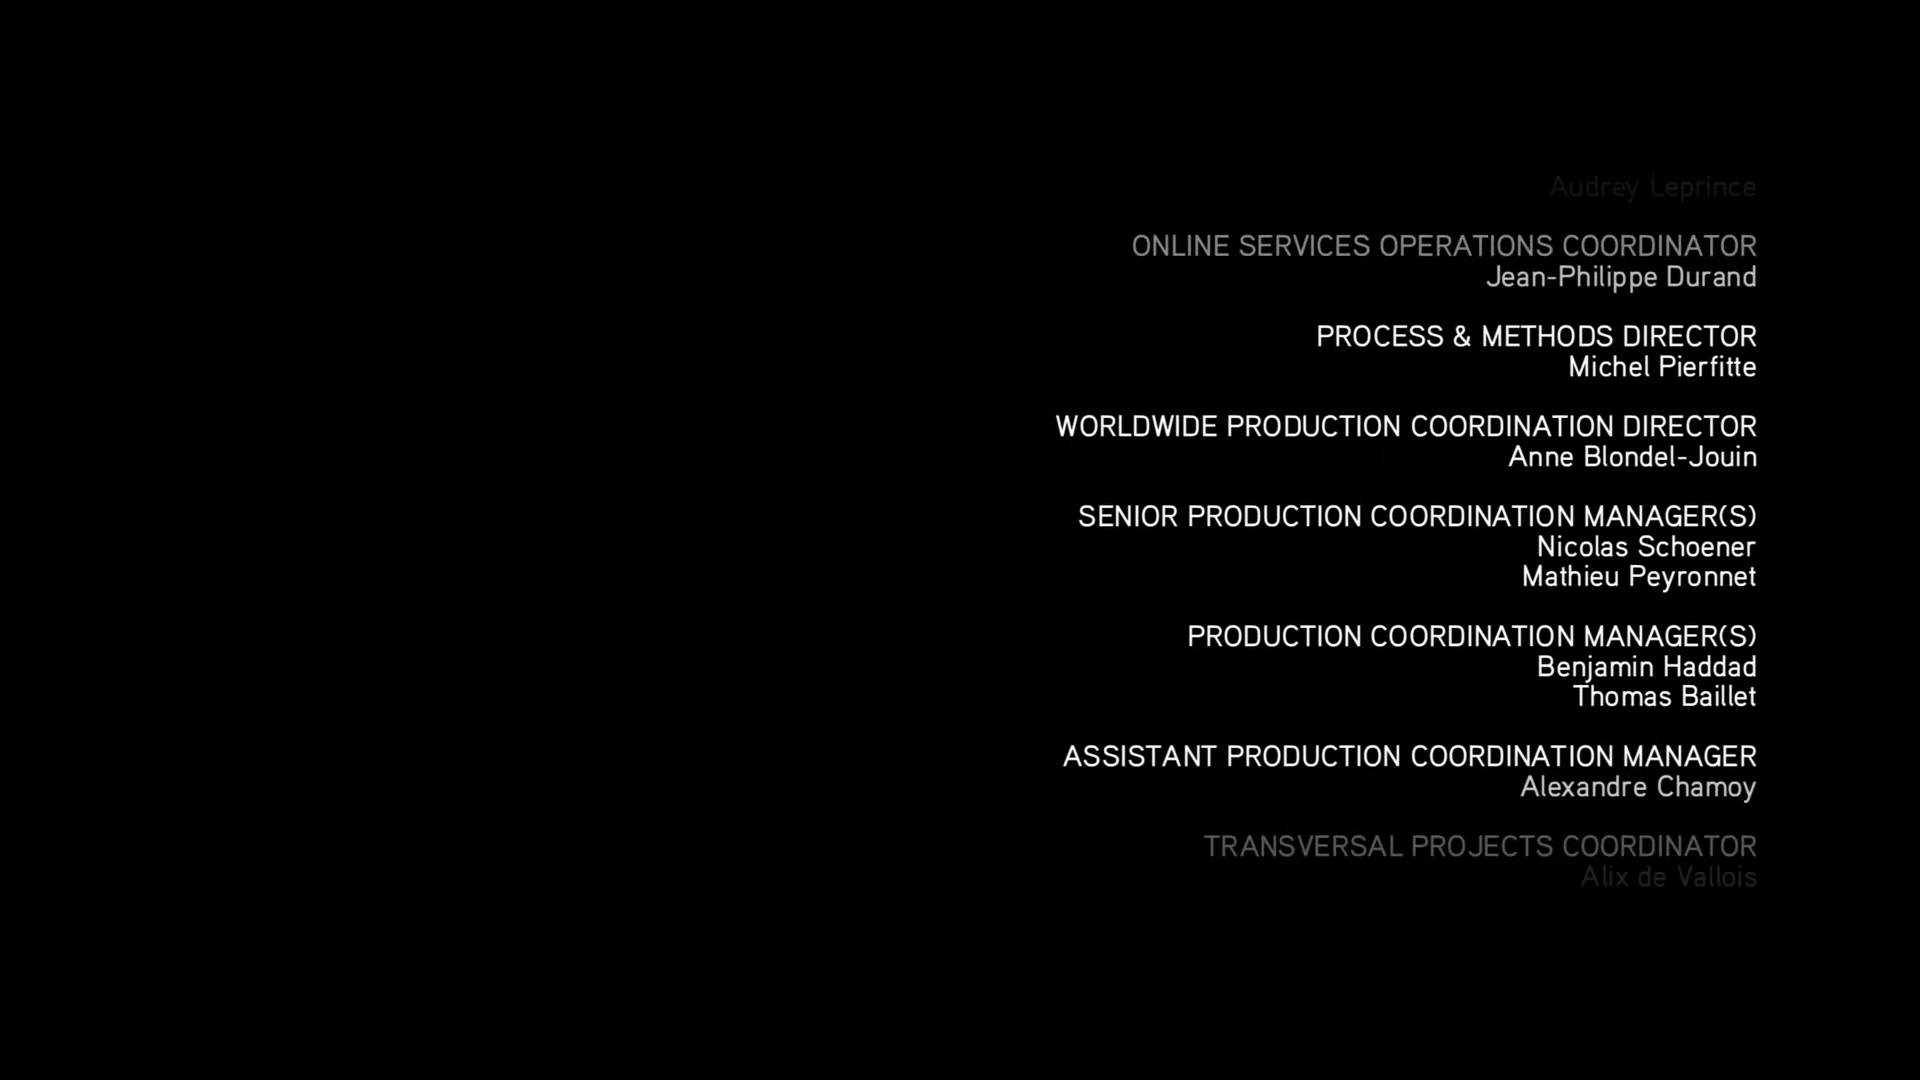 Audrey Leprince
ONLINE SERVICES OPERATIONS COORDINATOR
Jean-Philippe Durand
PROCESS & METHODS DIRECTOR
Michel Pierfitte
WORLDWIDE PRODUCTION COORDINATION DIRECTOR
Anne Blondel-Jouin
SENIOR PRODUCTION COORDINATION MANAGER(S)
Nicolas Schoener
Mathieu Peyronnet
PRODUCTION COORDINATION MANAGER(S)
Benjamin Haddad
Thomas Baillet
ASSISTANT PRODUCTION COORDINATION MANAGER
Alexandre Chamoy
TRANSVERSAL PROJECTS COORDINATOR
Alix de Vallois